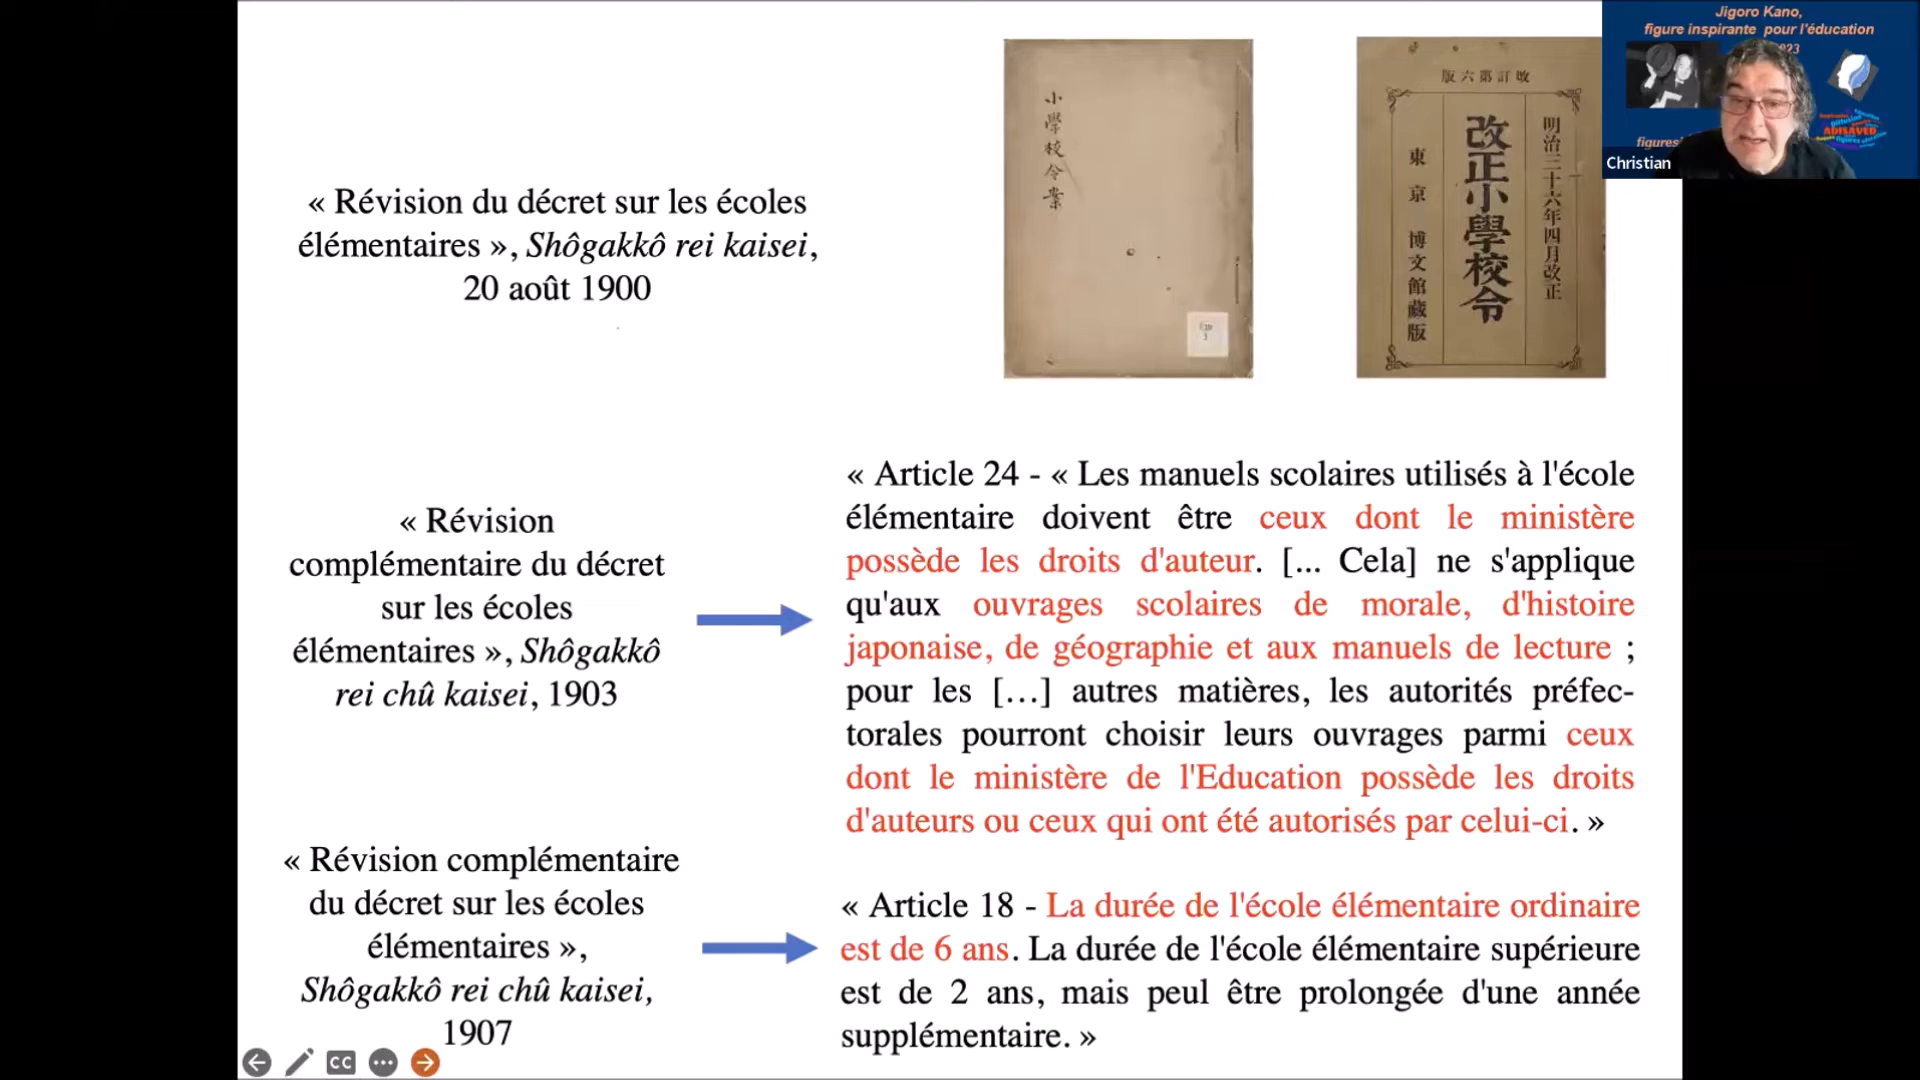 « Révision du décret sur les écoles
élémentaires », Shôgakkô rei kaisei,
20 août 1900
小學校令案
改訂第六版
明治三十六年四月改正
改正小學校令
東京 博文館藏版
Jigoro Kano,
figure inspirante pour l'éducation
figures
ADISAVED
Christian
« Révision
complémentaire du décret
sur les écoles
élémentaires », Shôgakkô
rei chû kaisei, 1903
« Article 24 - « Les manuels scolaires utilisés à l'école
élémentaire doivent être ceux dont le ministère
possède les droits d'auteur. [... Cela] ne s'applique
qu'aux ouvrages scolaires de morale, d'histoire
japonaise, de géographie et aux manuels de lecture ;
pour les […] autres matières, les autorités préfec-
torales pourront choisir leurs ouvrages parmi ceux
dont le ministère de l'Education possède les droits
d'auteurs ou ceux qui ont été autorisés par celui-ci. »
« Révision complémentaire
du décret sur les écoles
élémentaires »,
Shôgakkô rei chû kaisei,
1907
« Article 18 - La durée de l'école élémentaire ordinaire
est de 6 ans. La durée de l'école élémentaire supérieure
est de 2 ans, mais peul être prolongée d'une année
supplémentaire. »
CC